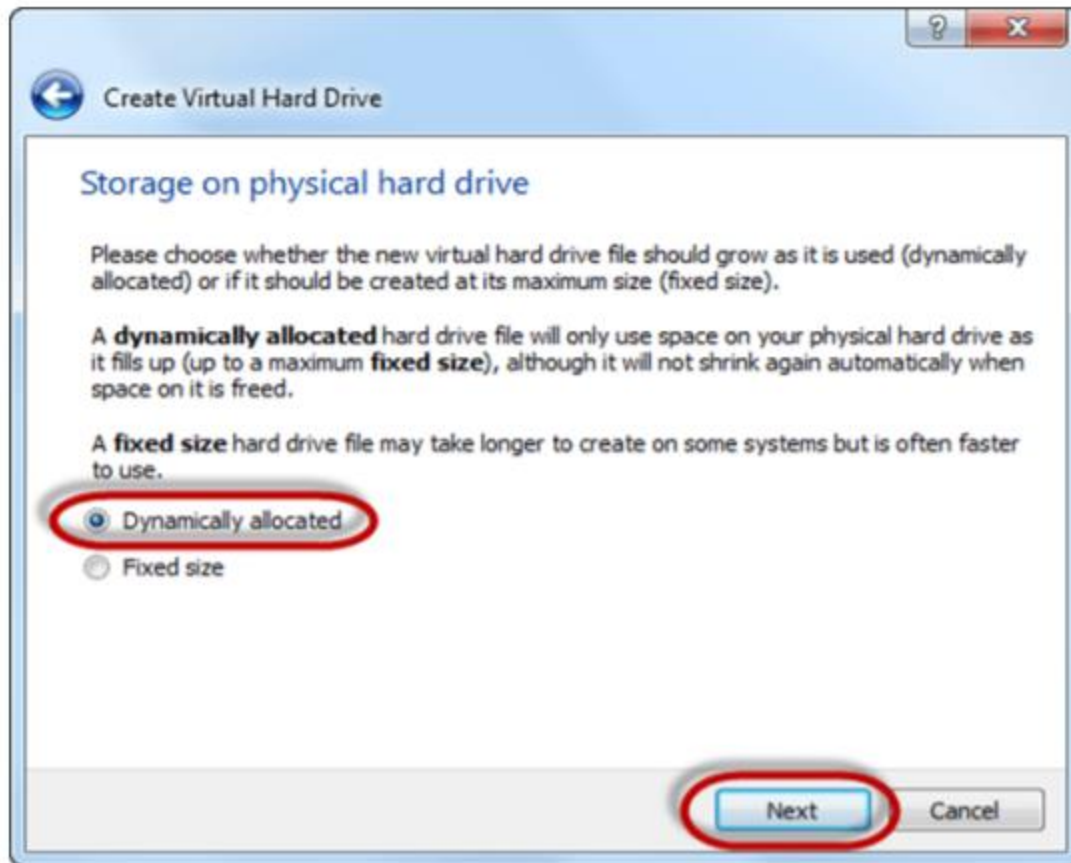 ?
Create Virtual Hard Drive
Storage on physical hard drive
Please choose whether the new virtual hard drive file should grow as it is used (dynamically
allocated) or if it should be created at its maximum size (fixed size).
A dynamically allocated hard drive file will only use space on your physical hard drive as
it fills up (up to a maximum fixed size), although it will not shrink again automatically when
space on it is freed.
A fixed size hard drive file may take longer to create on some systems but is often faster
to use.
Dynamically allocated
Fixed size
Next Cancel